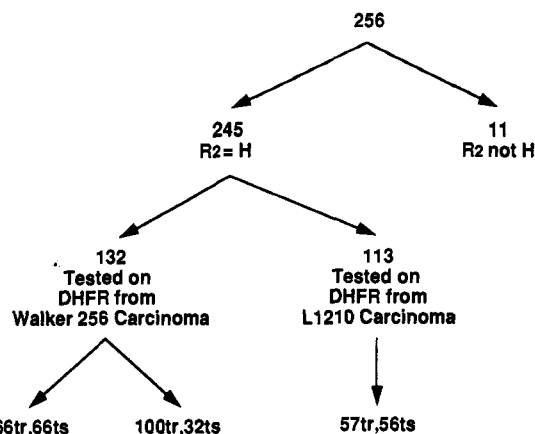 256
245
R2= H
11
R2 not H
132
Tested on
DHFR from
Walker 256 Carcinoma
113
Tested on
DHFR from
L1210 Carcinoma
66tr,66ts
100tr,32ts
57tr,56ts